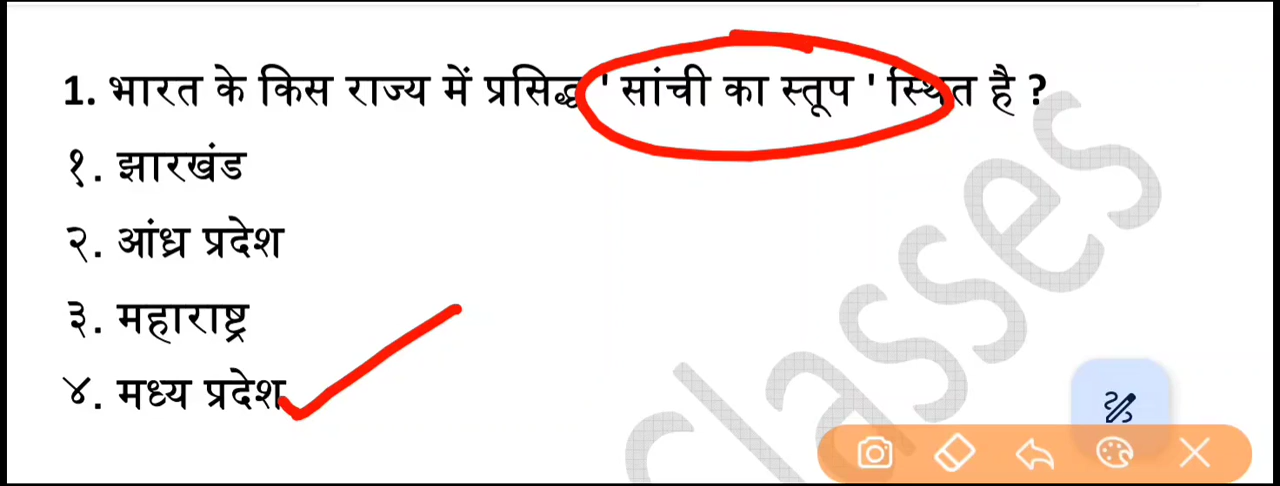 1. भारत के किस राज्य में प्रसिद्ध ' सांची का स्तूप ' स्थित है ?
१. झारखंड
२. आंध्र प्रदेश
३. महाराष्ट्र
४. मध्य प्रदेश
classes